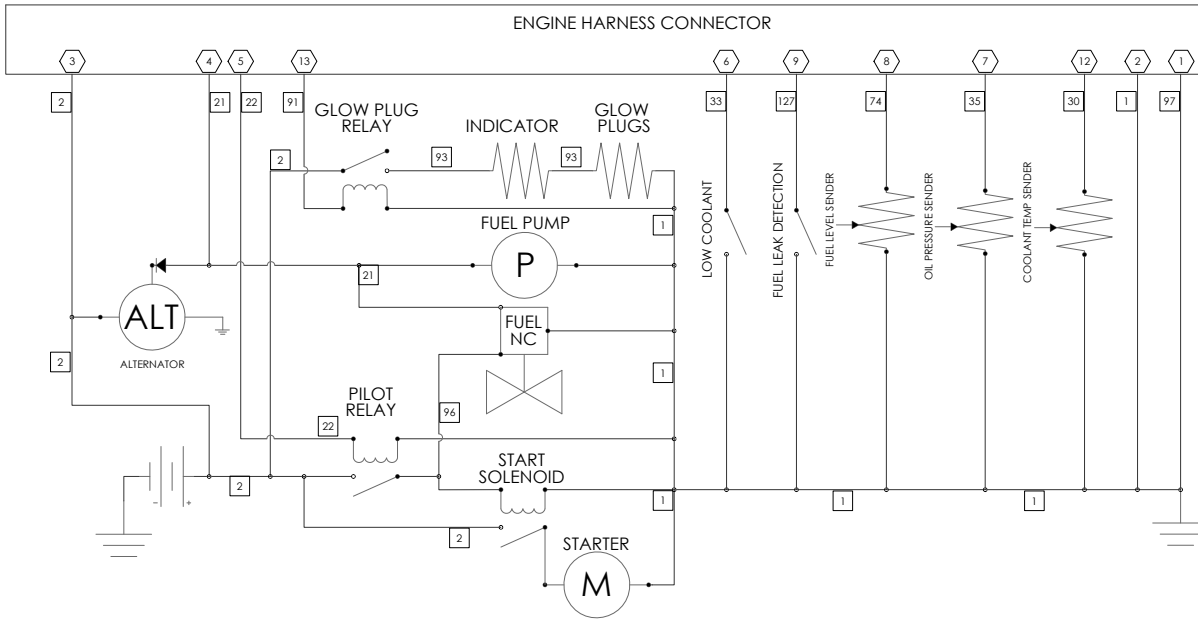 ENGINE HARNESS CONNECTOR
3
4
5
13
6
9
8
7
12
2
1
2
21
22
91
33
127
74
35
30
1
97
GLOW PLUG
RELAY
INDICATOR
GLOW
PLUGS
2
93
93
1
FUEL PUMP
P
21
ALT
ALTERNATOR
FUEL
NC
LOW COOLANT
FUEL LEAK DETECTION
FUEL LEVEL SENDER
OIL PRESSURE SENDER
COOLANT TEMP SENDER
2
1
PILOT
RELAY
22
96
START
SOLENOID
- +
2
1
1
1
2
STARTER
M